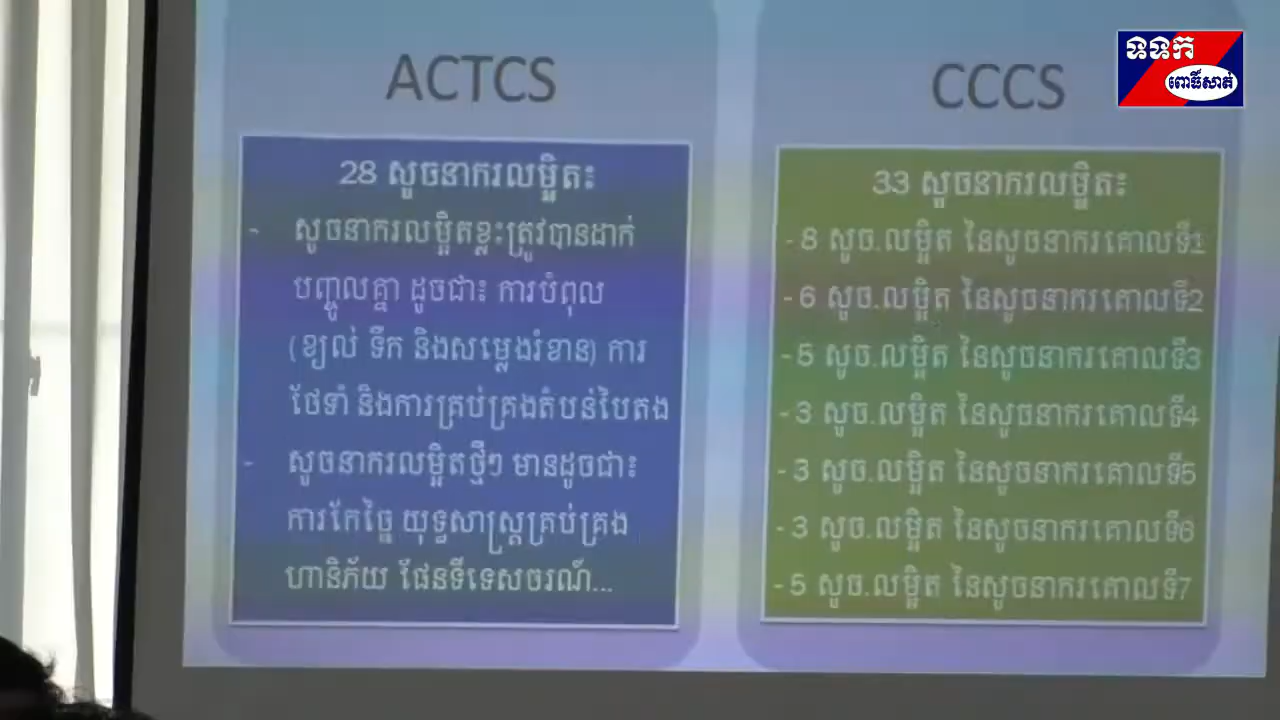 ACTCS
28 សូចនាករលម្អិត៖
- សូចនាករលម្អិតខ្លះត្រូវបានដាក់
បញ្ចូលគ្នា ដូចជា៖ ការបំពុល
(ខ្យល់ ទឹក និងសម្លេងរំខាន) ការ
ថែទាំ និងការគ្រប់គ្រងតំបន់បៃតង
- សូចនាករលម្អិតថ្មីៗ មានដូចជា៖
ការកែច្នៃ យុទ្ធសាស្ត្រគ្រប់គ្រង
ហានិភ័យ ផែនទីទេសចរណ៍...
CCCS
33 សូចនាករលម្អិត៖
- 8 សូច.លម្អិត នៃសូចនាករគោលទី1
- 6 សូច.លម្អិត នៃសូចនាករគោលទី2
- 5 សូច.លម្អិត នៃសូចនាករគោលទី3
- 3 សូច.លម្អិត នៃសូចនាករគោលទី4
- 3 សូច.លម្អិត នៃសូចនាករគោលទី5
- 3 សូច.លម្អិត នៃសូចនាករគោលទី6
- 5 សូច.លម្អិត នៃសូចនាករគោលទី7
ទទក
ពោធិ៍សាត់